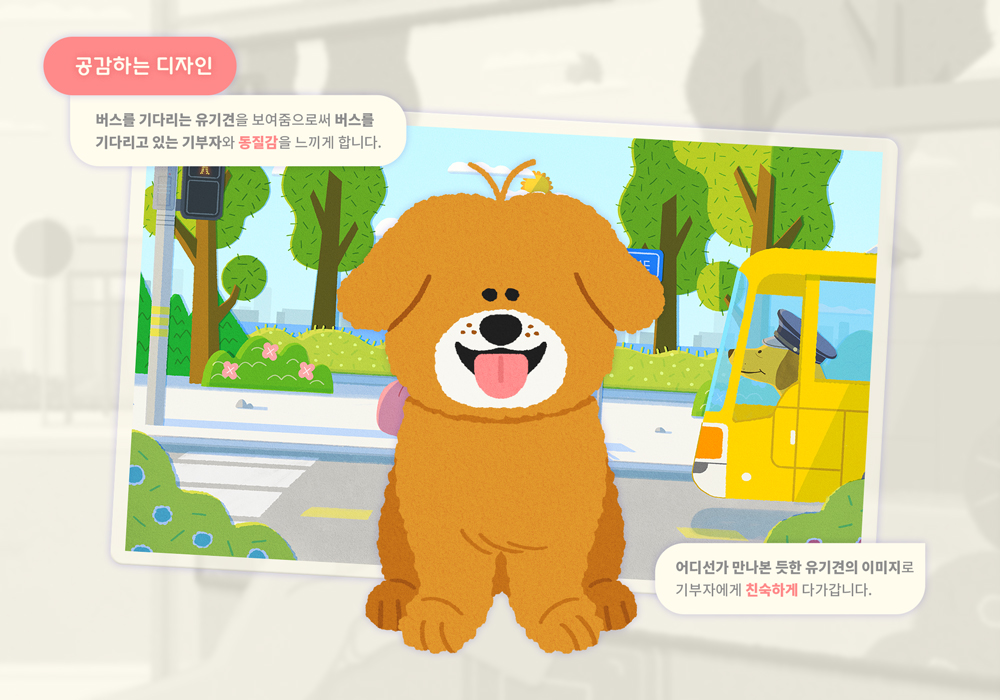 공감하는 디자인
버스를 기다리는 유기견을 보여줌으로써 버스를
기다리고 있는 기부자와 동질감을 느끼게 합니다.
어디선가 만나본 듯한 유기견의 이미지로
기부자에게 친숙하게 다가갑니다.